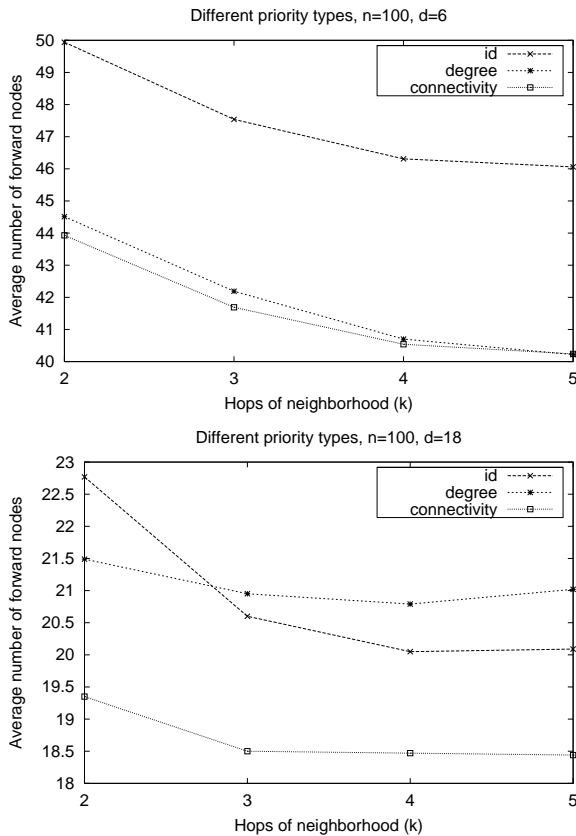 Different priority types, n=100, d=6
50
49
48
47
46
45
44
43
42
41
40
2 3 4 5
Hops of neighborhood (k)
Average number of forward nodes
id
degree
connectivity
Different priority types, n=100, d=18
23
22.5
22
21.5
21
20.5
20
19.5
19
18.5
18
2 3 4 5
Hops of neighborhood (k)
Average number of forward nodes
id
degree
connectivity